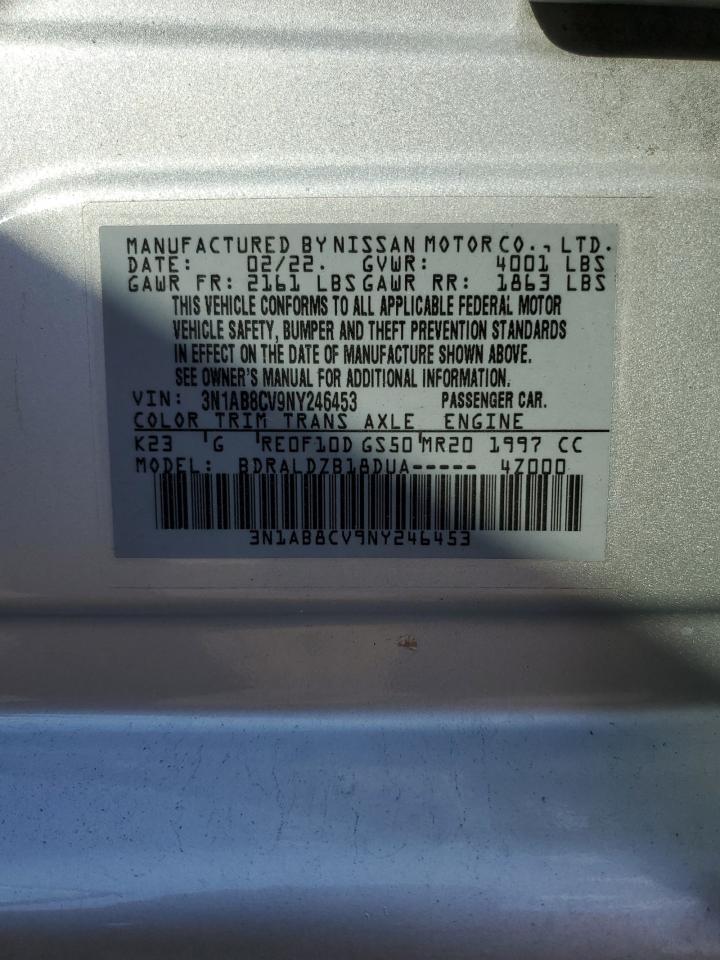 MANUFACTURED BY NISSAN MOTOR CO., LTD.
DATE: 02/22. GVWR: 4001 LBS
GAWR FR: 2161 LBS GAWR RR: 1863 LBS
THIS VEHICLE CONFORMS TO ALL APPLICABLE FEDERAL MOTOR
VEHICLE SAFETY, BUMPER AND THEFT PREVENTION STANDARDS
IN EFFECT ON THE DATE OF MANUFACTURE SHOWN ABOVE.
SEE OWNER'S MANUAL FOR ADDITIONAL INFORMATION.
VIN: 3N1AB8CV9NY246453 PASSENGER CAR.
COLOR TRIM TRANS AXLE ENGINE
K23 'G 'RE0F10D GS50 'MR20 1997 CC
MODEL: BDRALDZB18DUA----- 47000
3N1AB8CV9NY246453